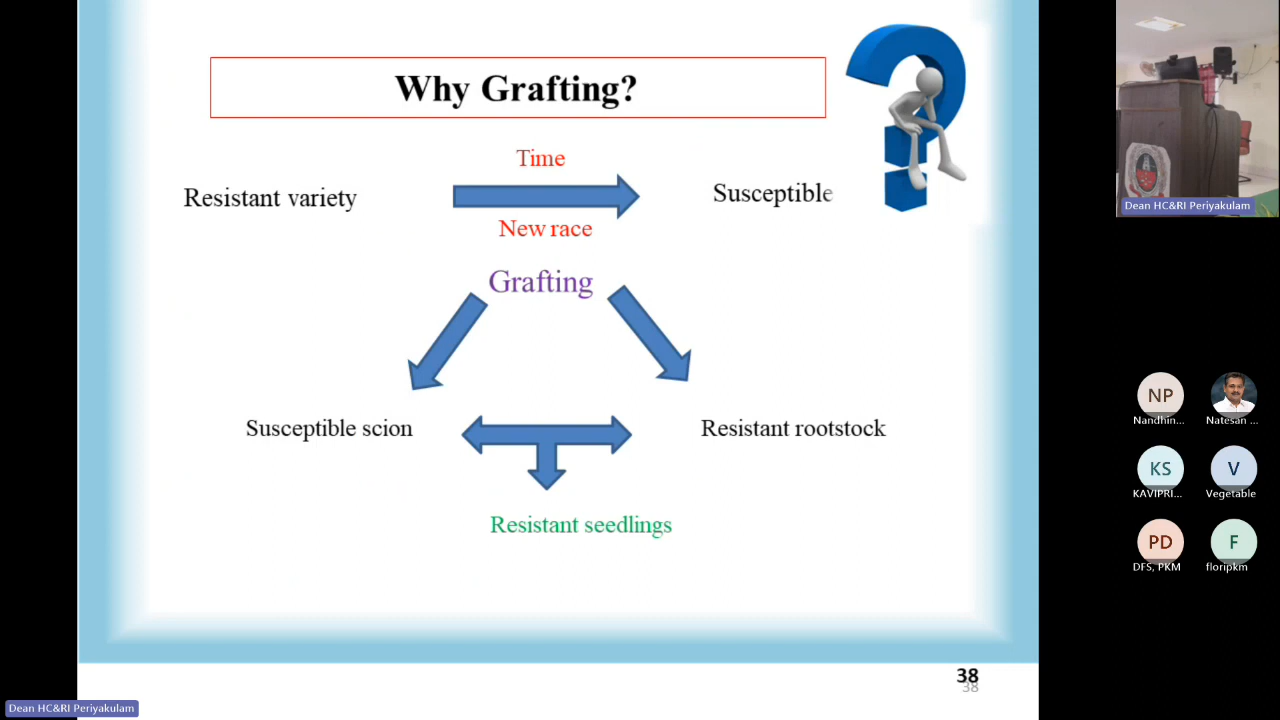 Why Grafting?
Time
Resistant variety
Susceptible
New race
Grafting
Susceptible scion
Resistant rootstock
Resistant seedlings
38
38
Dean HC&RI Periyakulam
NP
Nandhin...
Natesan ...
KS
KAVIPRI...
V
Vegetable
PD
DFS, PKM
F
floripkm
Dean HC&RI Periyakulam